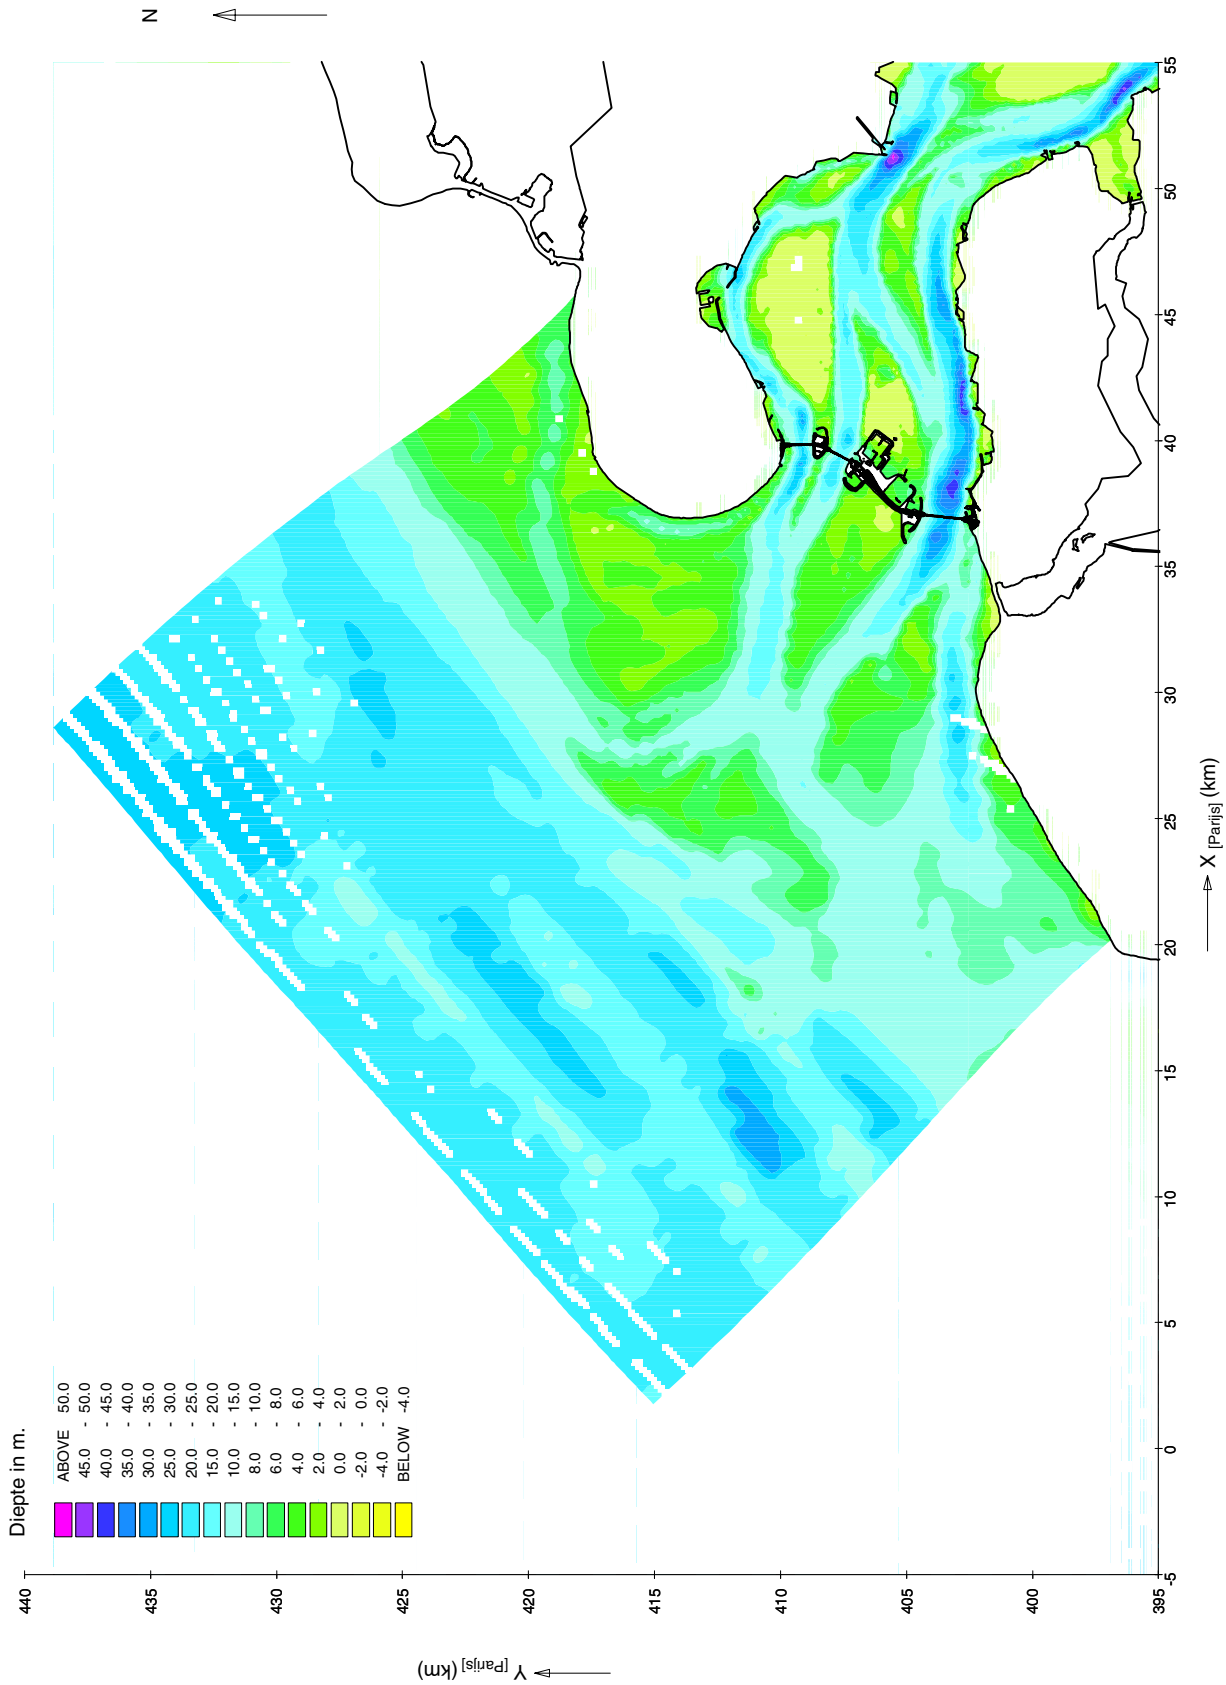 Diepte in m.
ABOVE 50.0
45.0 - 50.0
40.0 - 45.0
35.0 - 40.0
30.0 - 35.0
25.0 - 30.0
20.0 - 25.0
15.0 - 20.0
10.0 - 15.0
8.0 - 10.0
6.0 - 8.0
4.0 - 6.0
2.0 - 4.0
0.0 - 2.0
-2.0 - 0.0
-4.0 - -2.0
BELOW -4.0
N
440
435
430
425
420
415
410
405
400
395
Y [Parijs] (km)
-5
0
5
10
15
20
25
30
35
40
45
50
55
X [Parijs] (km)